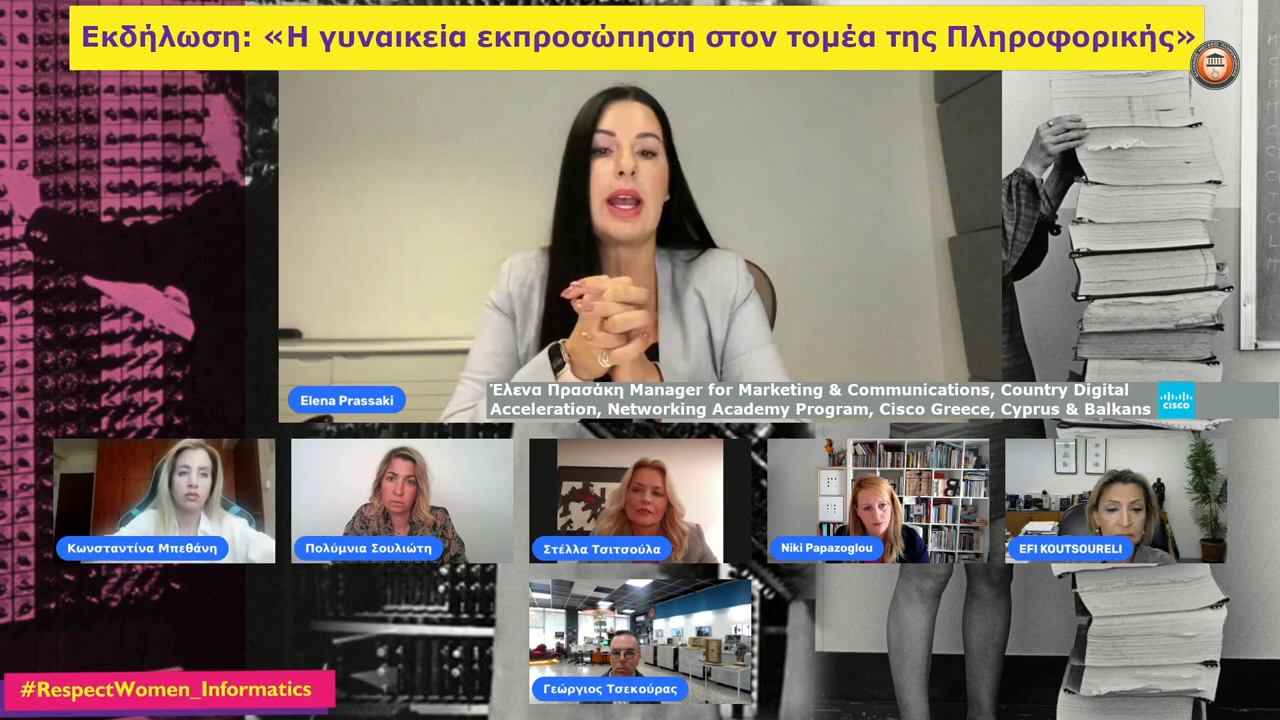 Εκδήλωση: «Η γυναικεία εκπροσώπηση στον τομέα της Πληροφορικής»
Elena Prassaki
Έλενα Πρασάκη Manager for Marketing & Communications, Country Digital
Acceleration, Networking Academy Program, Cisco Greece, Cyprus & Balkans
CISCO
Κωνσταντίνα Μπεθάνη
Πολύμνια Σουλιώτη
Στέλλα Τσιτσούλα
Niki Papazoglou
EFI KOUTSOURELI
Γεώργιος Τσεκούρας
#RespectWomen_Informatics